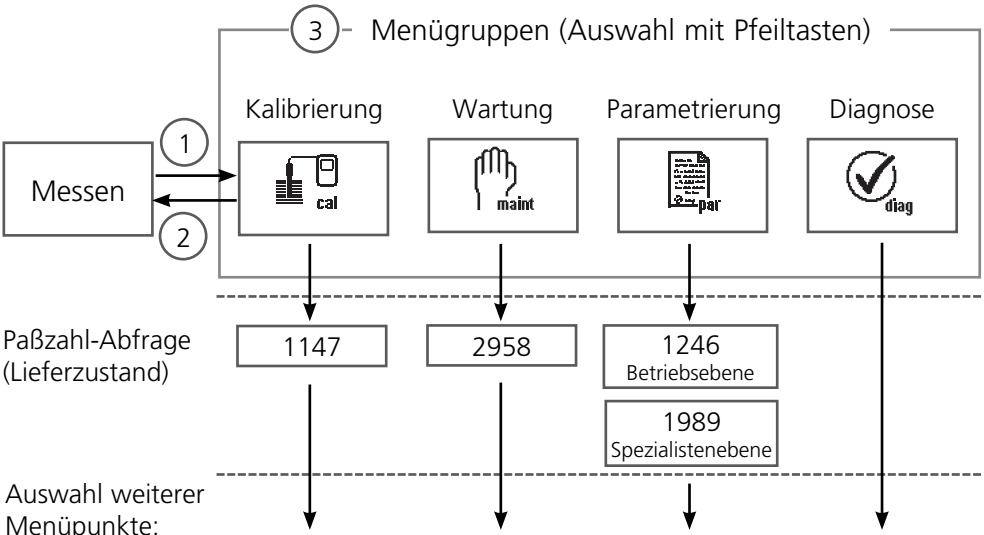 3 Menügruppen (Auswahl mit Pfeiltasten)
Kalibrierung Wartung Parametrierung Diagnose
1
Messen
cal maint par diag
2
Paßzahl-Abfrage
(Lieferzustand)
1147 2958 1246
Betriebsebene
1989
Spezialistenebene
Auswahl weiterer
Menüpunkte: